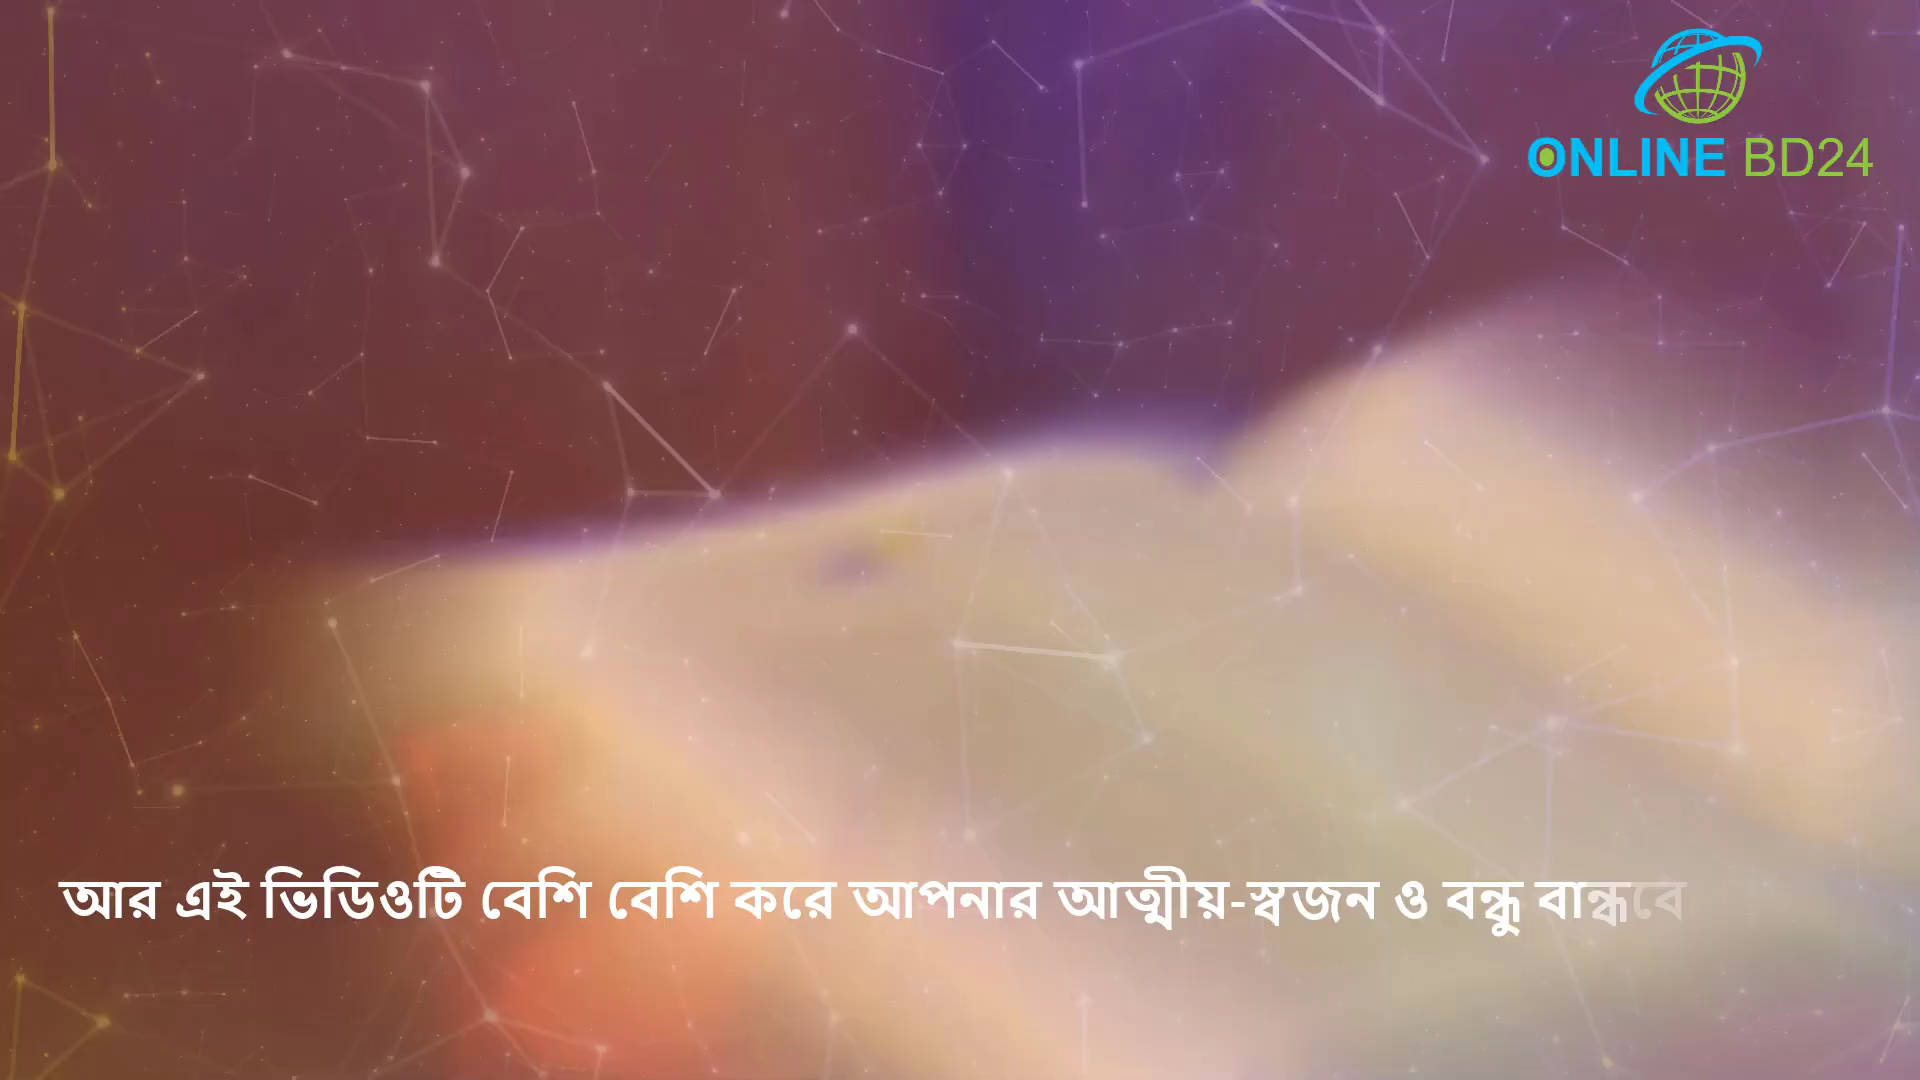 ONLINE BD24
আর এই ভিডিওটি বেশি বেশি করে আপনার আত্মীয়-স্বজন ও বন্ধু বান্ধবে